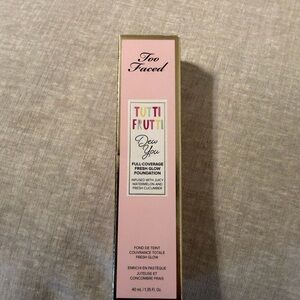 Too
Faced
TUTTI
FRUTTI
Dew
You
FULL-COVERAGE
FRESH GLOW
FOUNDATION
INFUSED WITH JUICY
WATERMELON AND
FRESH CUCUMBER
FOND DE TEINT
COUVRANCE TOTALE
FRESH GLOW
ENRICHI EN PASTÈQUE
JUTEUSE ET
CONCOMBRE FRAIS
40 mL / 1.35 Fl. Oz.